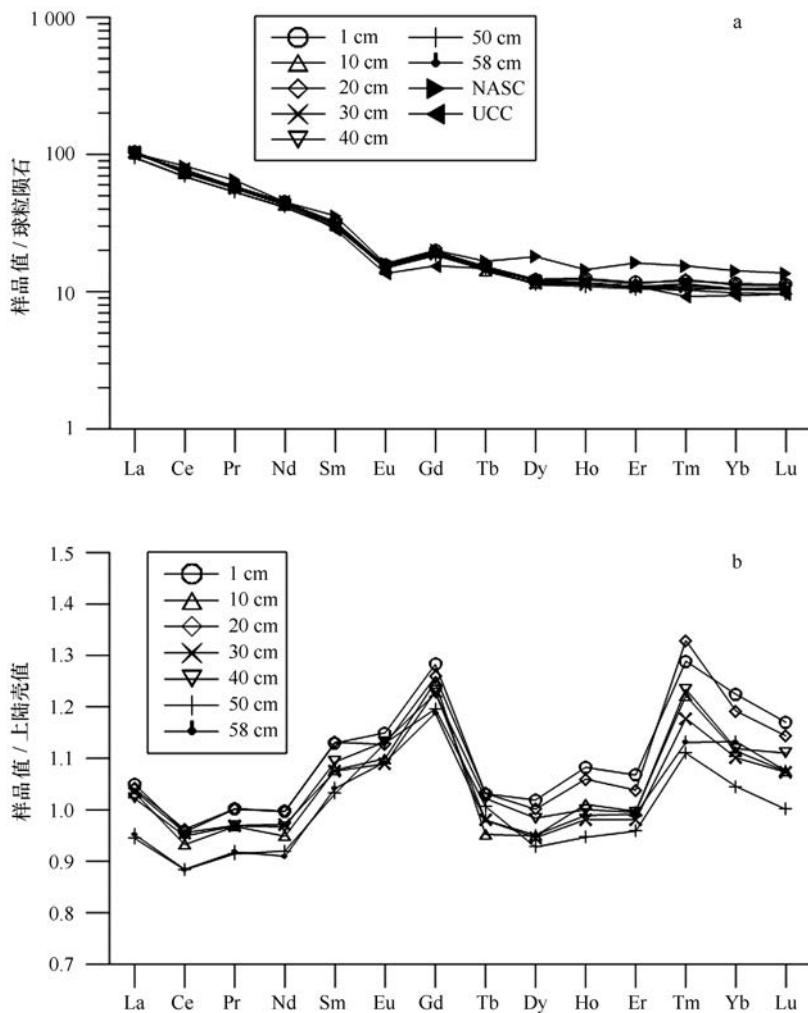 a
1 000
100
10
1
样品值 / 球粒陨石
1 cm
10 cm
20 cm
30 cm
40 cm
50 cm
58 cm
NASC
UCC
La Ce Pr Nd Sm Eu Gd Tb Dy Ho Er Tm Yb Lu
b
1.5
1.4
1.3
1.2
1.1
1.0
0.9
0.8
0.7
样品值 / 上陆壳值
1 cm
10 cm
20 cm
30 cm
40 cm
50 cm
58 cm
La Ce Pr Nd Sm Eu Gd Tb Dy Ho Er Tm Yb Lu